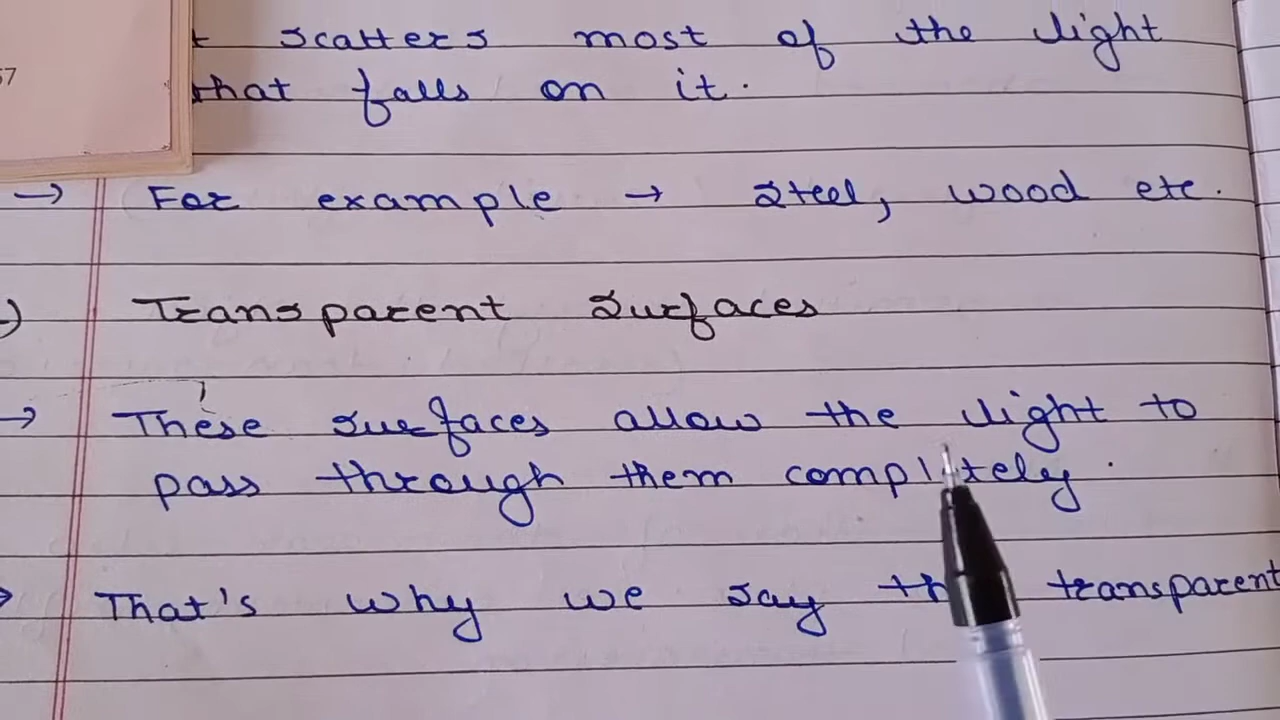 57
scatters most of the light
that falls on it.
→ For example → Steel, wood etc.
Transparent Surfaces
→ These surfaces allow the light to
pass through them completely.
That's why we say transparent